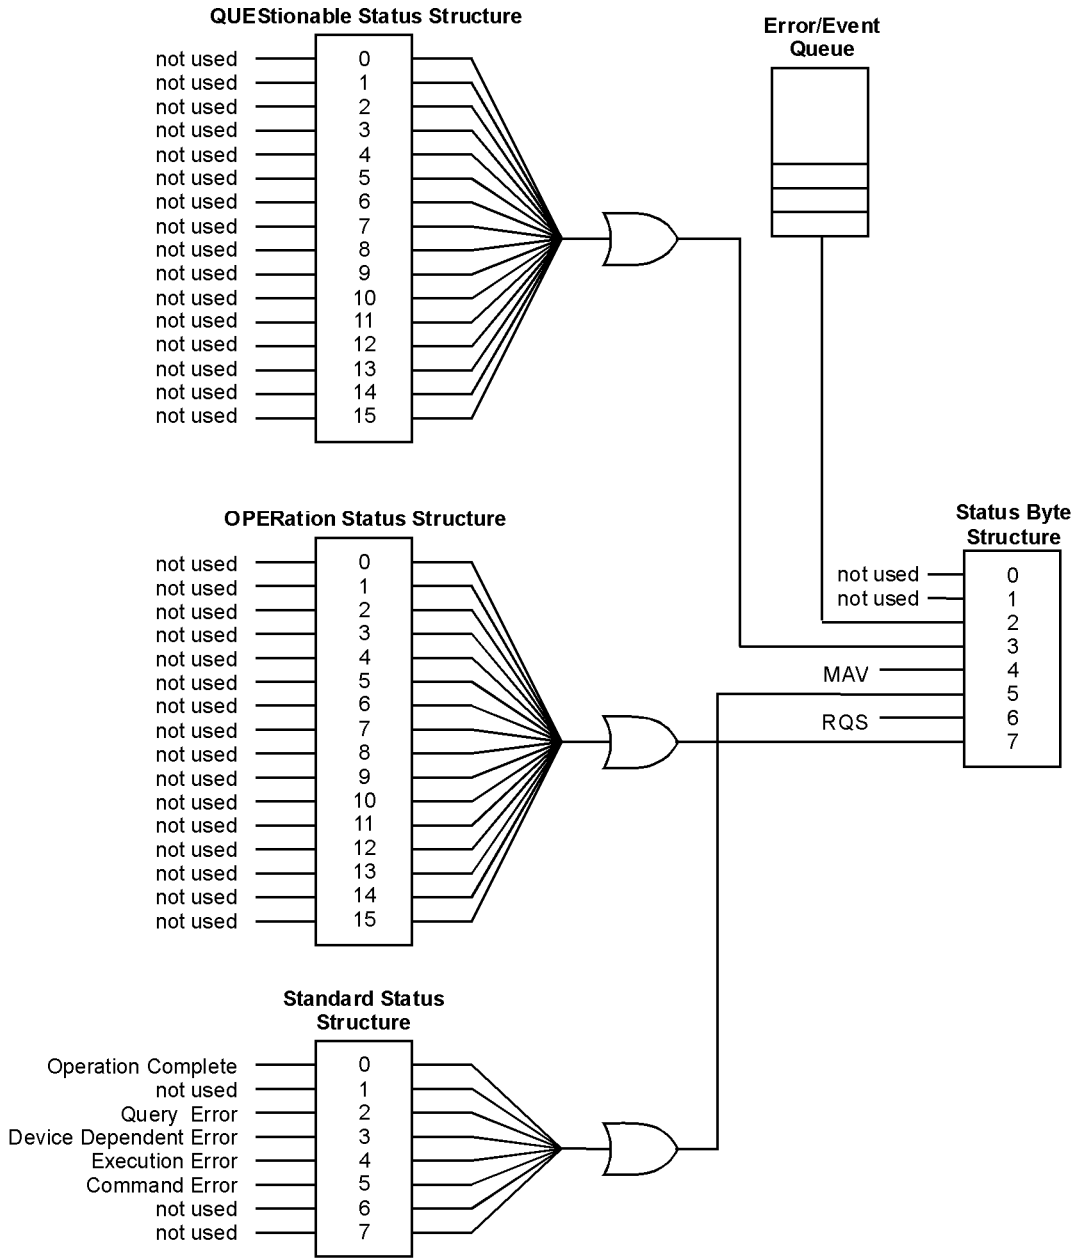 QUEStionable Status Structure
not used 0
not used 1
not used 2
not used 3
not used 4
not used 5
not used 6
not used 7
not used 8
not used 9
not used 10
not used 11
not used 12
not used 13
not used 14
not used 15
Error/Event
Queue
OPERation Status Structure
not used 0
not used 1
not used 2
not used 3
not used 4
not used 5
not used 6
not used 7
not used 8
not used 9
not used 10
not used 11
not used 12
not used 13
not used 14
not used 15
Status Byte
Structure
not used 0
not used 1
2
3
MAV 4
5
RQS 6
7
Standard Status
Structure
Operation Complete 0
not used 1
Query Error 2
Device Dependent Error 3
Execution Error 4
Command Error 5
not used 6
not used 7